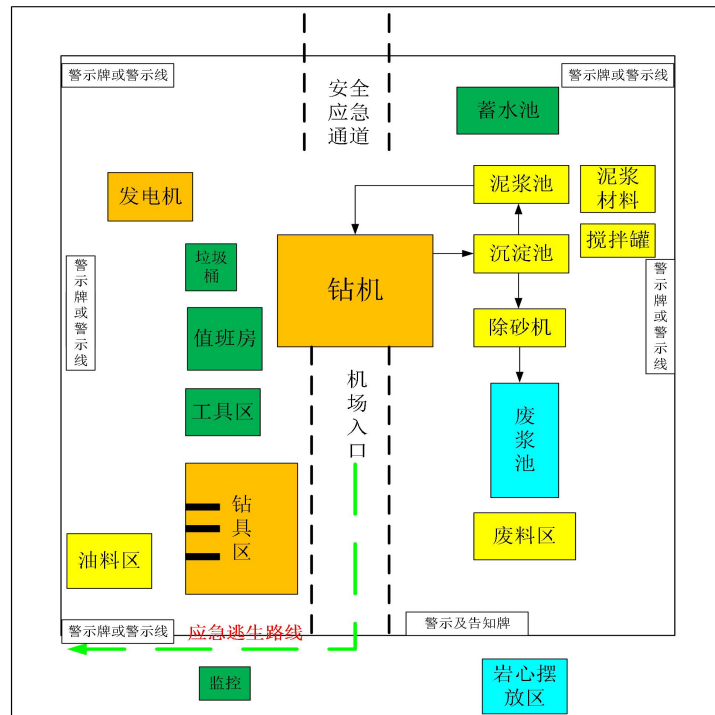 警示牌或警示线
警示牌或警示线
安全
应急
通道
蓄水池
发电机
泥浆池
泥浆
材料
搅拌罐
垃圾
桶
钻机
沉淀池
警示牌或警示线
警示牌或警示线
值班房
除砂机
机场入口
工具区
废浆池
钻具区
废料区
油料区
警示牌或警示线
应急逃生路线
警示及告知牌
监控
岩心摆
放区